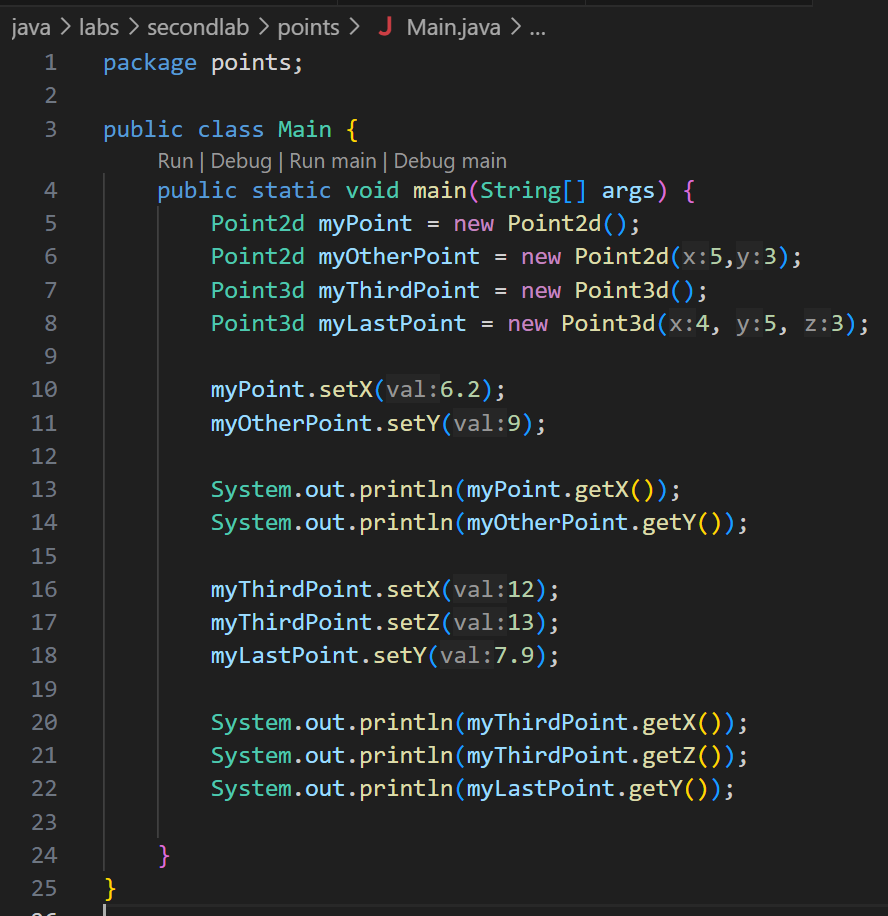 java > labs > secondlab > points > J Main.java > ...
1 package points;
2
3 public class Main {
Run | Debug | Run main | Debug main
4 public static void main(String[] args) {
5 Point2d myPoint = new Point2d();
6 Point2d myOtherPoint = new Point2d(x:5,y:3);
7 Point3d myThirdPoint = new Point3d();
8 Point3d myLastPoint = new Point3d(x:4, y:5, z:3);
9
10 myPoint.setX(val:6.2);
11 myOtherPoint.setY(val:9);
12
13 System.out.println(myPoint.getX());
14 System.out.println(myOtherPoint.getY());
15
16 myThirdPoint.setX(val:12);
17 myThirdPoint.setZ(val:13);
18 myLastPoint.setY(val:7.9);
19
20 System.out.println(myThirdPoint.getX());
21 System.out.println(myThirdPoint.getZ());
22 System.out.println(myLastPoint.getY());
23
24 }
25 }
26